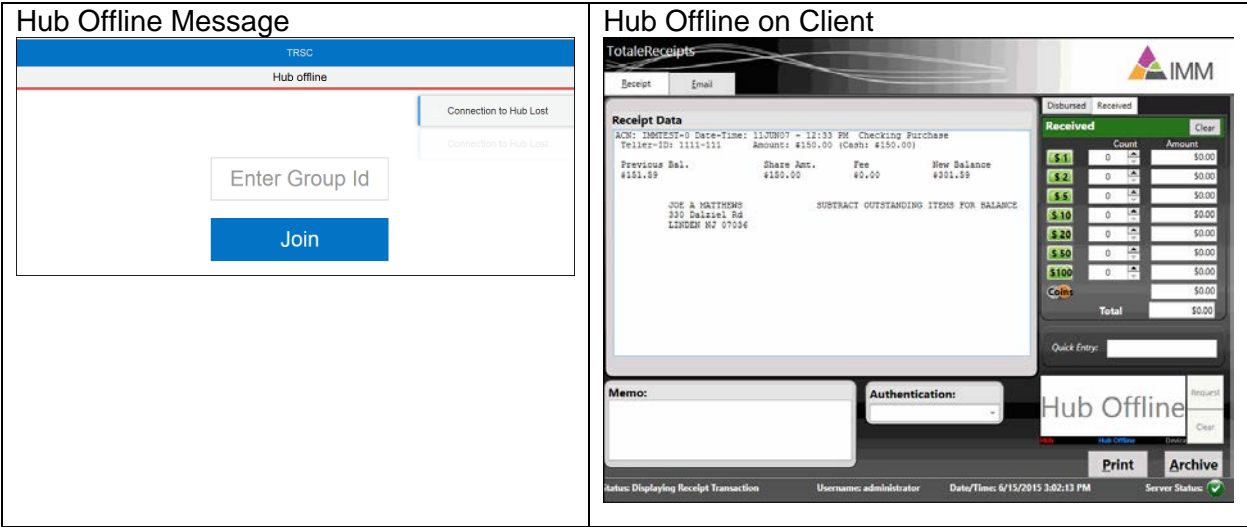 Hub Offline Message
TRSC
Hub offline
Connection to Hub Lost
Connection to Hub Lost
Enter Group Id
Join
Hub Offline on Client
TotaleReceipts
IMM
Receipt Email
Disbursed Received
Receipt Data
Received Clear
ACN: IMMTEST-0 Date-Time: 11JUN07 - 12:33 PM Checking Purchase
Teller-ID: 1111-111 Amount: $150.00 (Cash: $150.00)
Previous Bal. Share Amt. Fee New Balance
$151.59 $150.00 $0.00 $301.59
JOE A MATTHEWS SUBTRACT OUTSTANDING ITEMS FOR BALANCE
330 Dalziel Rd
LINDEN NJ 07036
Count Amount
$ 1 0 $0.00
$ 2 0 $0.00
$ 5 0 $0.00
$ 10 0 $0.00
$ 20 0 $0.00
$ 50 0 $0.00
$100 0 $0.00
Coins $0.00
Total $0.00
Quick Entry:
Memo:
Authentication:
Hub Offline
Request
Clear
Hub Hub Offline Device
Print Archive
Status: Displaying Receipt Transaction Username: administrator Date/Time: 6/15/2015 3:02:13 PM Server Status: